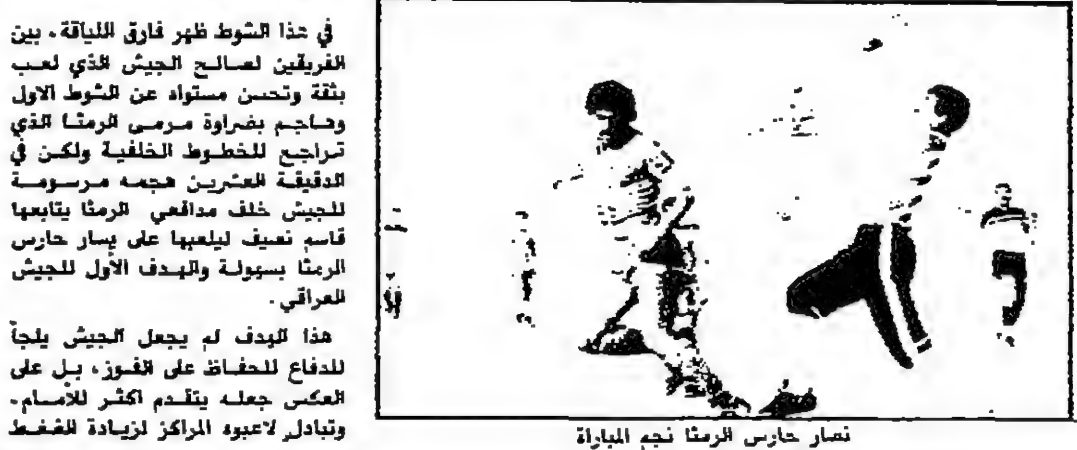 في هذا الشوط ظهر فارق اللياقة، بين
الفريقين لصالح الجيش الذي لعب
بثقة وتحسن مستواه عن الشوط الاول
وهاجم بضراوة مرمى الرمثا الذي
تراجع للخطوط الخلفية ولكن في
الدقيقة العشرين هجمه مرسومة
للجيش خلف مدافعي الرمثا يتابعها
قاسم نصيف ليلعبها على يسار حارس
الرمثا بسهولة والهدف الأول للجيش
العراقي.
هذا الهدف لم يجعل الجيش يلجأ
للدفاع للحفاظ على الفوز، بل على
العكس جعله يتقدم اكثر للأمام،
وتبادل لاعبوه المراكز لزيادة الضغط
نصار حارس الرمثا نجم المباراة